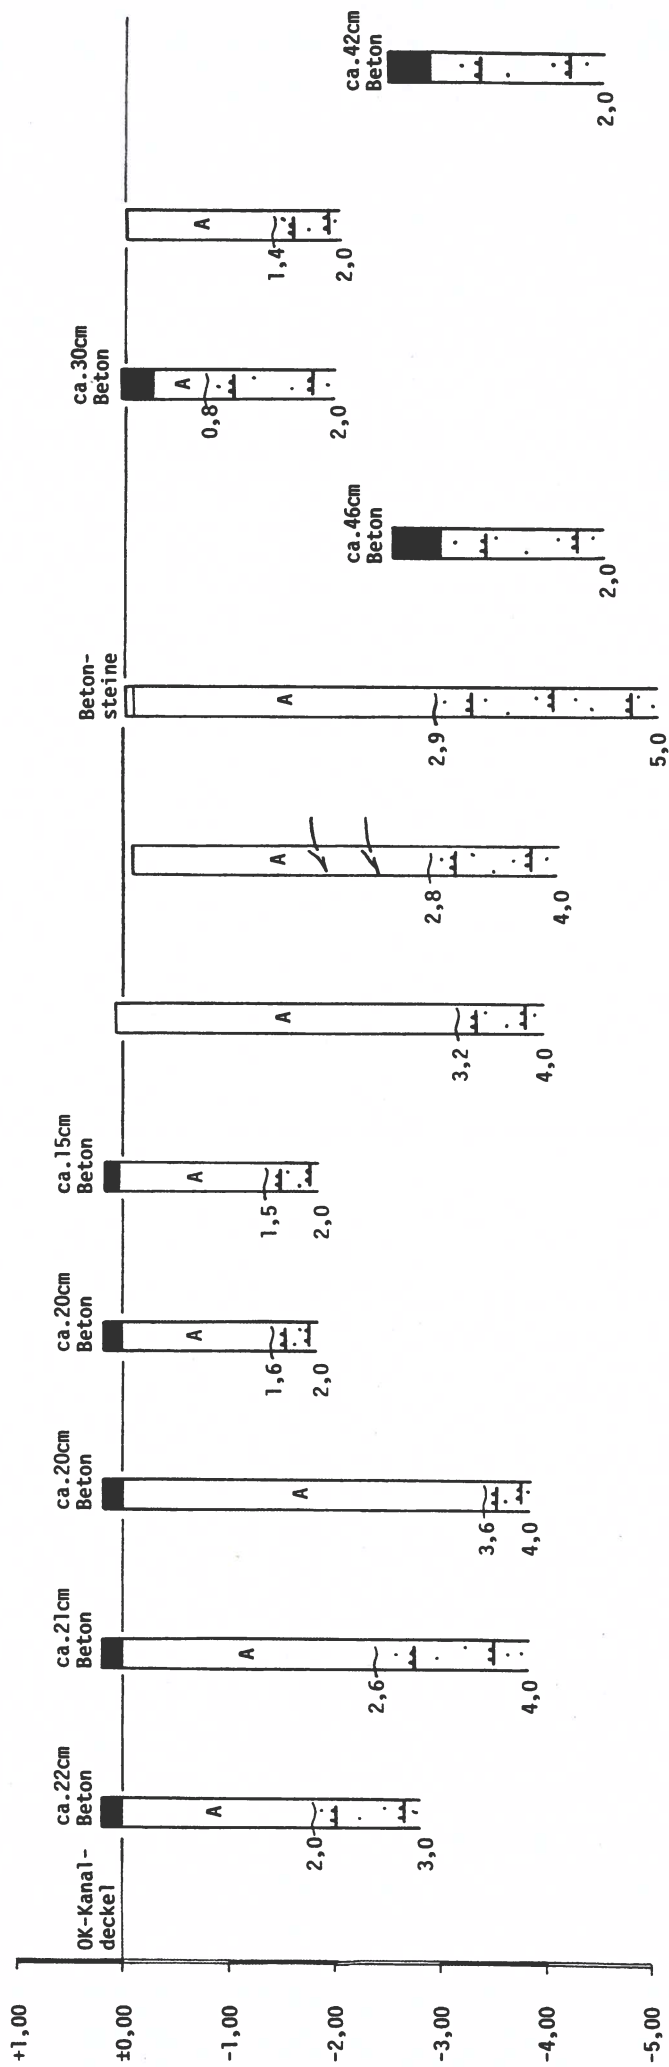 +1,00
±0,00
-1,00
-2,00
-3,00
-4,00
-5,00
OK-Kanal-
deckel
ca.22cm
Beton
A
2,0
3,0
ca.21cm
Beton
A
2,6
4,0
ca.20cm
Beton
A
3,6
4,0
ca.20cm
Beton
A
1,6
2,0
ca.15cm
Beton
A
1,5
2,0
A
3,2
4,0
A
2,8
4,0
Beton-
steine
A
2,9
5,0
ca.46cm
Beton
2,0
ca.30cm
Beton
A
0,8
2,0
A
1,4
2,0
ca.42cm
Beton
2,0